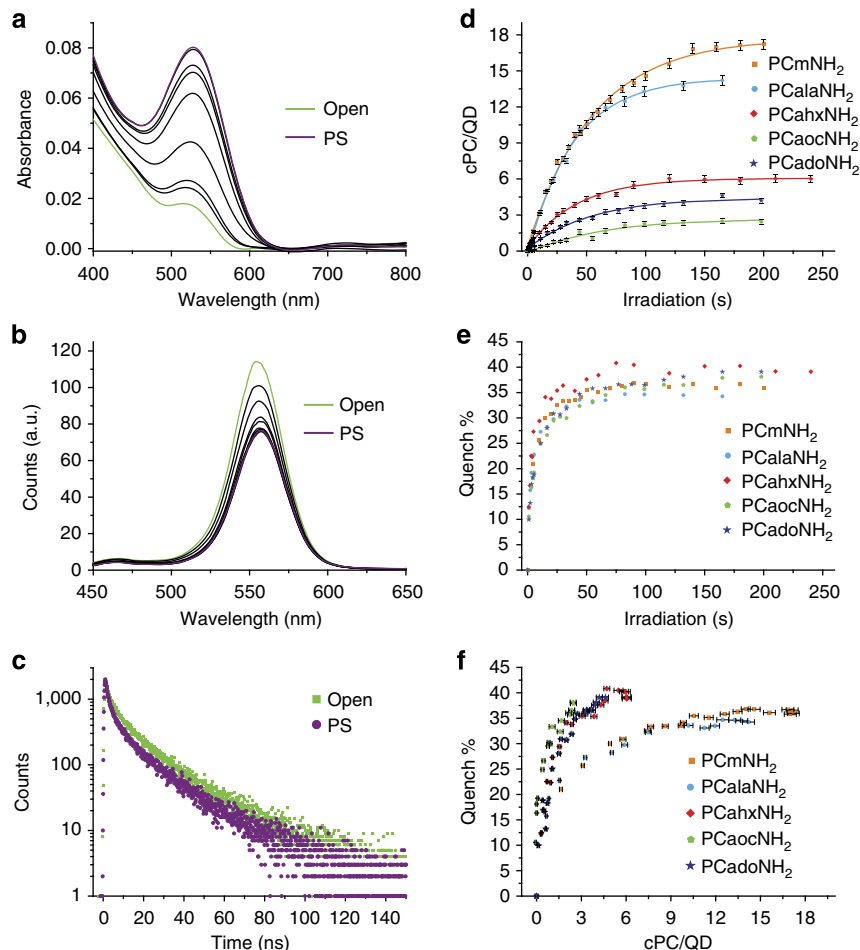 a
0.08
0.06
0.04
0.02
0.00
Absorbance
Open
PS
400 500 600 700 800
Wavelength (nm)
b
120
100
80
60
40
20
0
Counts (a.u.)
Open
PS
450 500 550 600 650
Wavelength (nm)
c
1,000
100
10
1
Counts
Open
PS
0 20 40 60 80 100 120 140
Time (ns)
d
18
15
12
9
6
3
0
cPC/QD
PCmNH2
PCalaNH2
PCahxNH2
PCaocNH2
PCadoNH2
0 50 100 150 200 250
Irradiation (s)
e
45
40
35
30
25
20
15
10
5
0
Quench %
PCmNH2
PCalaNH2
PCahxNH2
PCaocNH2
PCadoNH2
0 50 100 150 200 250
Irradiation (s)
f
45
40
35
30
25
20
15
10
5
0
Quench %
PCmNH2
PCalaNH2
PCahxNH2
PCaocNH2
PCadoNH2
0 3 6 9 12 15 18
cPC/QD